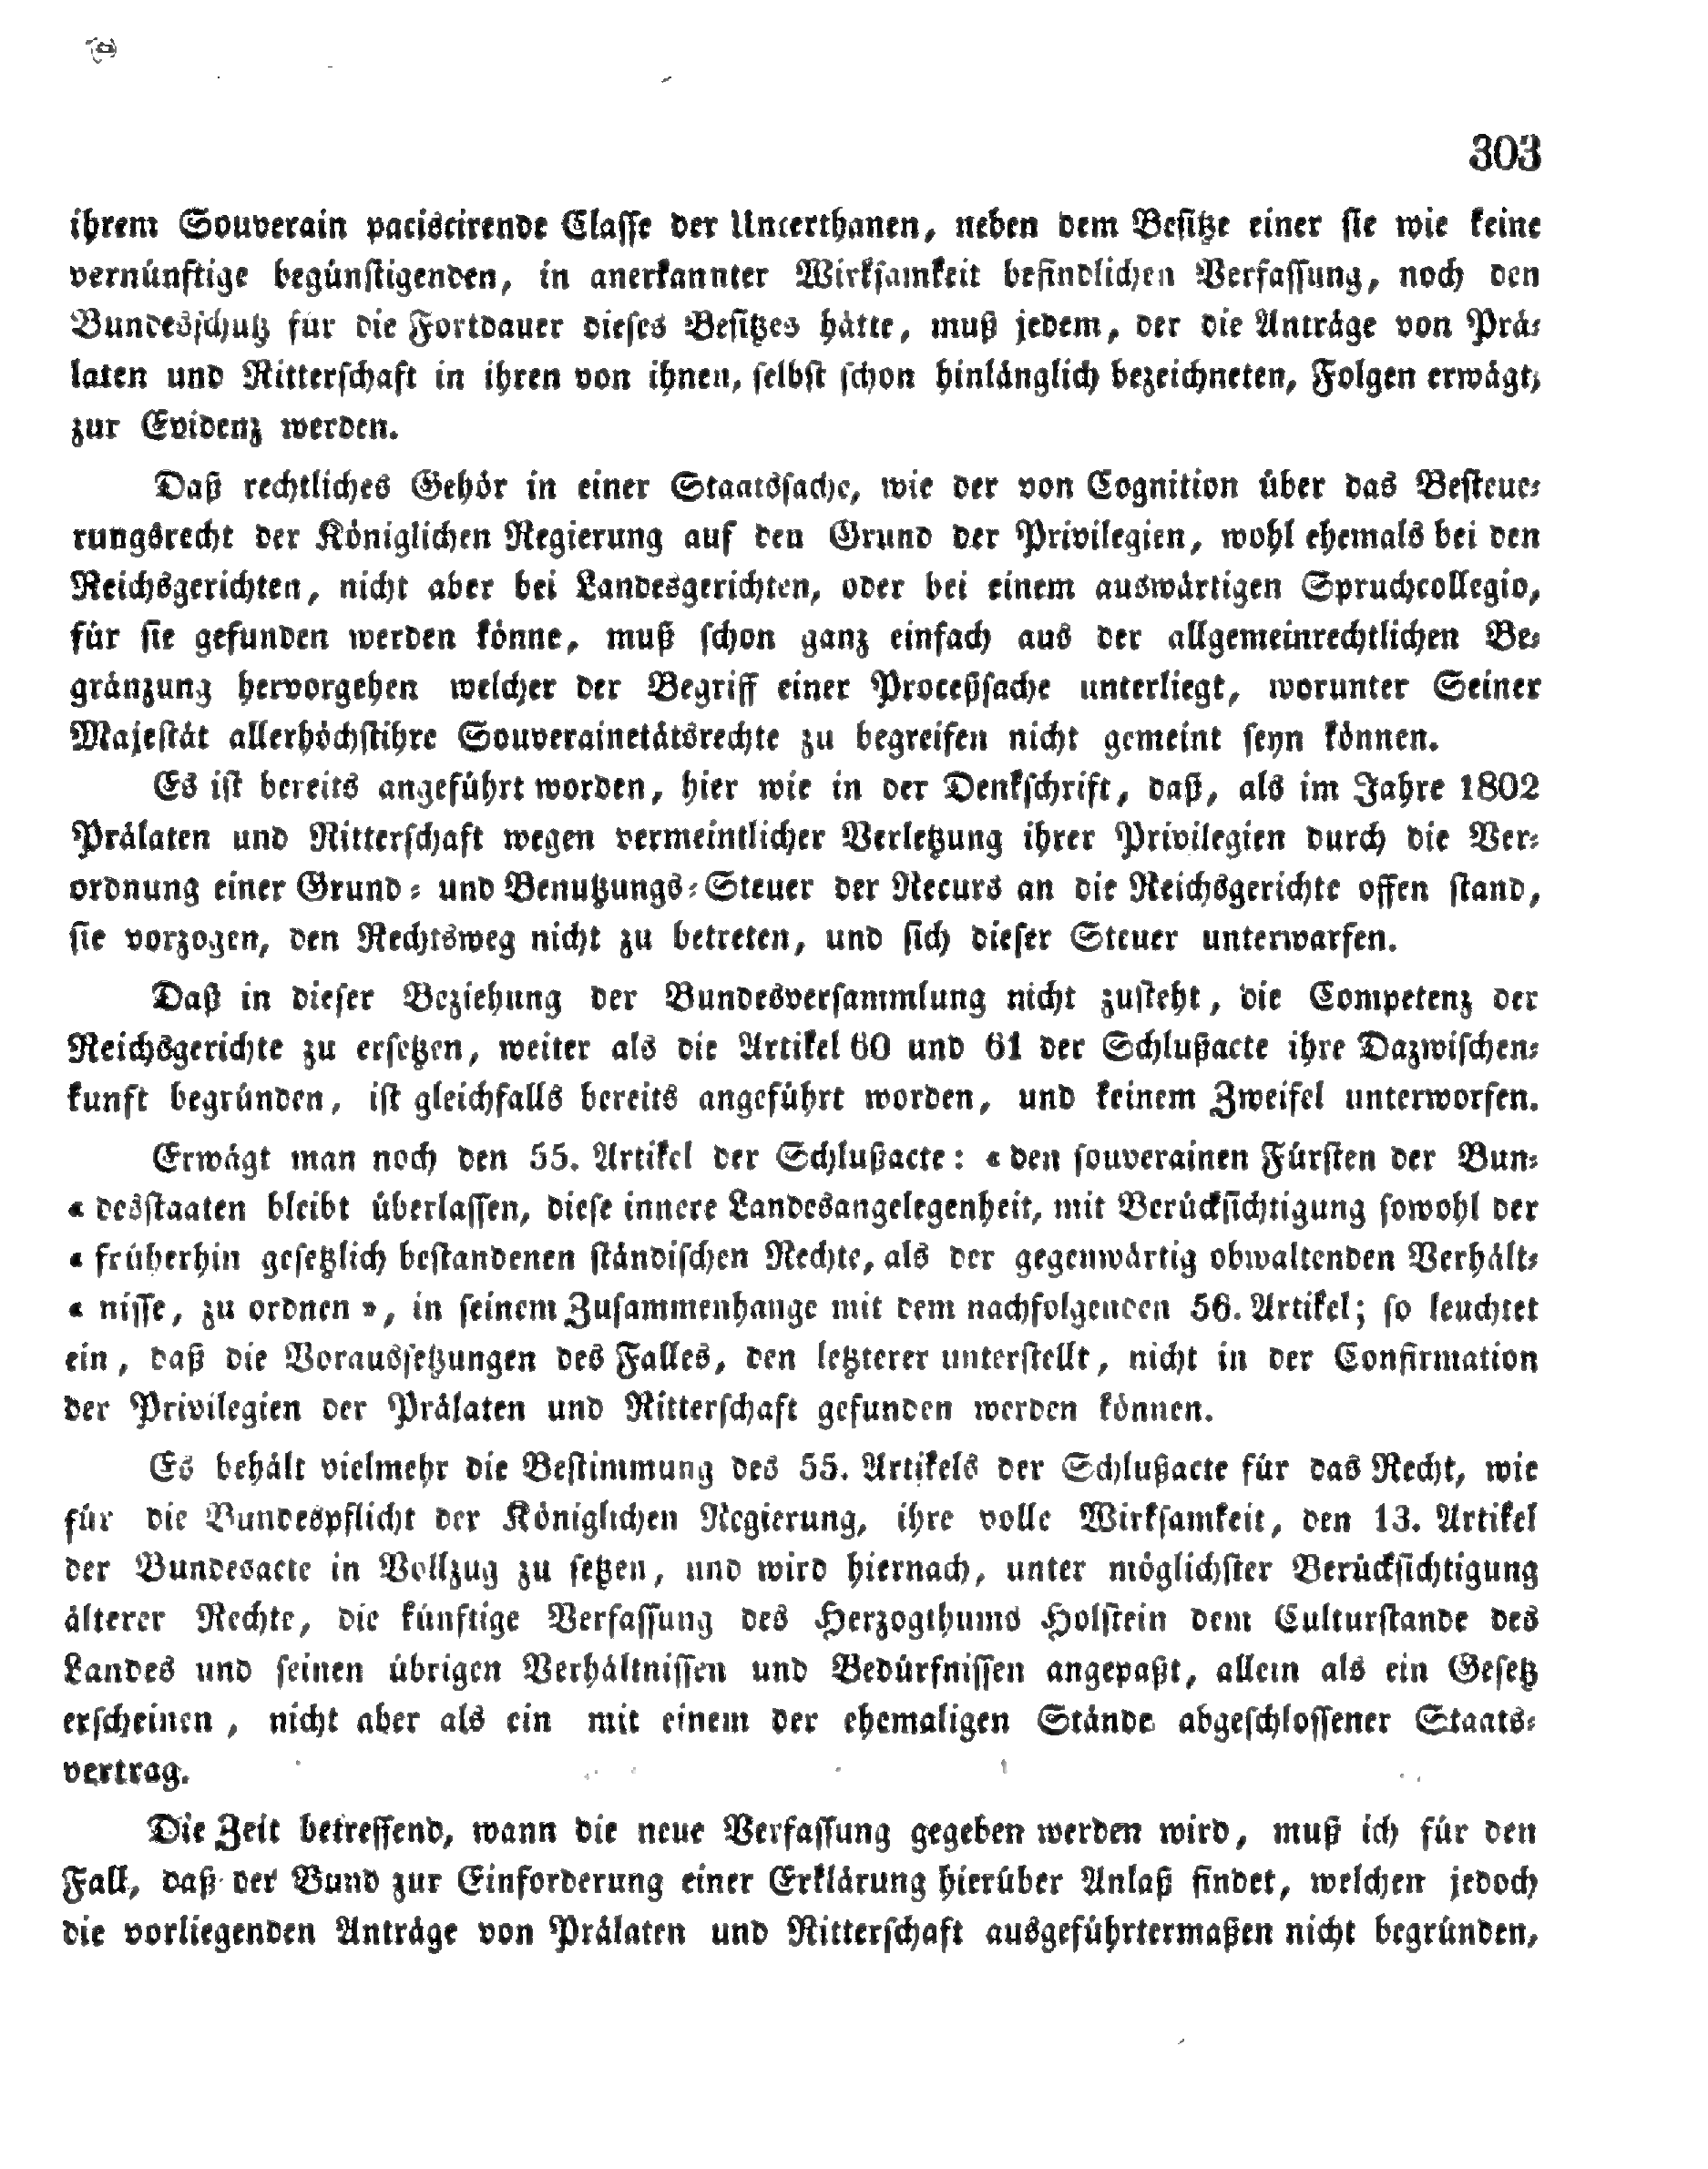 303
ihrem Souverain paciscirende Classe der Unterthanen, neben dem Besitze einer sie wie keine
vernünftige begünstigenden, in anerkannter Wirksamkeit befindlichen Verfassung, noch den
Bundesschutz für die Fortdauer dieses Besitzes hätte, muß jedem, der die Anträge von Prä-
laten und Ritterschaft in ihren von ihnen, selbst schon hinlänglich bezeichneten, Folgen erwägt,
zur Evidenz werden.
Daß rechtliches Gehör in einer Staatssache, wie der von Cognition über das Besteue-
rungsrecht der Königlichen Regierung auf den Grund der Privilegien, wohl ehemals bei den
Reichsgerichten, nicht aber bei Landesgerichten, oder bei einem auswärtigen Spruchcollegio,
für sie gefunden werden könne, muß schon ganz einfach aus der allgemeinrechtlichen Be-
gränzung hervorgehen welcher der Begriff einer Proceßsache unterliegt, worunter Seiner
Majestät allerhöchstihre Souverainetätsrechte zu begreifen nicht gemeint seyn können.
Es ist bereits angeführt worden, hier wie in der Denkschrift, daß, als im Jahre 1802
Prälaten und Ritterschaft wegen vermeintlicher Verletzung ihrer Privilegien durch die Ver-
ordnung einer Grund- und Benutzungs-Steuer der Recurs an die Reichsgerichte offen stand,
sie vorzogen, den Rechtsweg nicht zu betreten, und sich dieser Steuer unterwarfen.
Daß in dieser Beziehung der Bundesversammlung nicht zusteht, die Competenz der
Reichsgerichte zu ersetzen, weiter als die Artikel 60 und 61 der Schlußacte ihre Dazwischen-
kunft begründen, ist gleichfalls bereits angeführt worden, und keinem Zweifel unterworfen.
Erwägt man noch den 55. Artikel der Schlußacte: « den souverainen Fürsten der Bun-
« desstaaten bleibt überlassen, diese innere Landesangelegenheit, mit Berücksichtigung sowohl der
« früherhin gesetzlich bestandenen ständischen Rechte, als der gegenwärtig obwaltenden Verhält-
« nisse, zu ordnen », in seinem Zusammenhange mit dem nachfolgenden 56. Artikel; so leuchtet
ein, daß die Voraussetzungen des Falles, den letzterer unterstellt, nicht in der Confirmation
der Privilegien der Prälaten und Ritterschaft gefunden werden können.
Es behält vielmehr die Bestimmung des 55. Artikels der Schlußacte für das Recht, wie
für die Bundespflicht der Königlichen Regierung, ihre volle Wirksamkeit, den 13. Artikel
der Bundesacte in Vollzug zu setzen, und wird hiernach, unter möglichster Berücksichtigung
älterer Rechte, die künftige Verfassung des Herzogthums Holstein dem Culturstande des
Landes und seinen übrigen Verhältnissen und Bedürfnissen angepaßt, allein als ein Gesetz
erscheinen, nicht aber als ein mit einem der ehemaligen Stände abgeschlossener Staats-
vertrag.
Die Zeit betreffend, wann die neue Verfassung gegeben werden wird, muß ich für den
Fall, daß der Bund zur Einforderung einer Erklärung hierüber Anlaß findet, welchen jedoch
die vorliegenden Anträge von Prälaten und Ritterschaft ausgeführtermaßen nicht begründen,